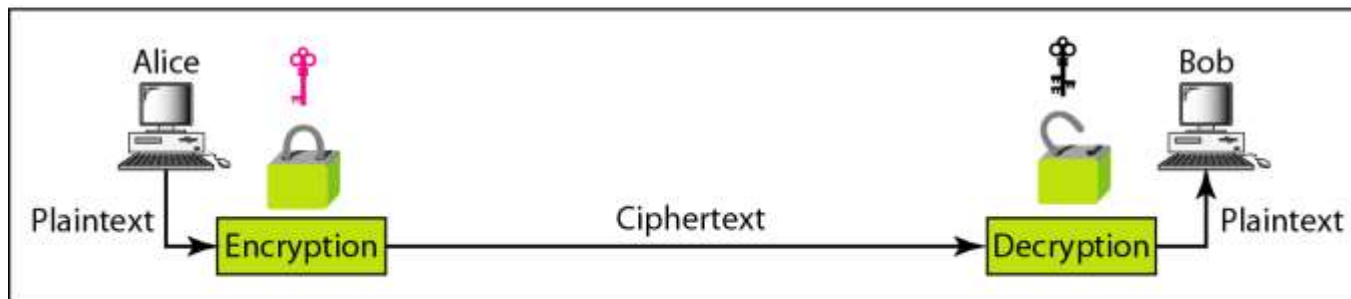 Alice
Bob
Plaintext
Ciphertext
Plaintext
Encryption
Decryption